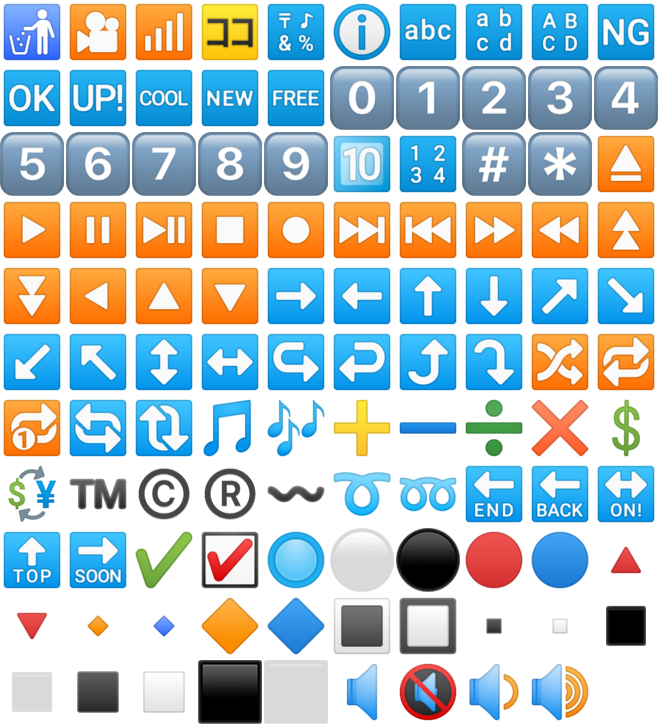 ココ 〒 ♪ & % i abc a b c d A B C D NG
OK UP! COOL NEW FREE 0 1 2 3 4
5 6 7 8 9 10 1 2 3 4 # *
1 + − ÷ × $
$ ¥ TM © ® END BACK ON!
TOP SOON